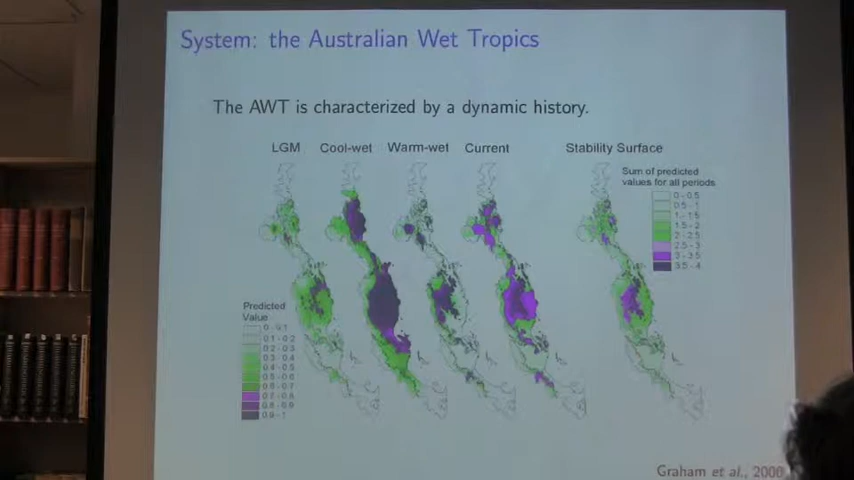 System: the Australian Wet Tropics
The AWT is characterized by a dynamic history.
LGM Cool-wet Warm-wet Current Stability Surface
Sum of predicted
values for all periods
0 - 0.5
0.5 - 1
1 - 1.5
1.5 - 2
2 - 2.5
2.5 - 3
3 - 3.5
3.5 - 4
Predicted
Value
0 - 0.1
0.1 - 0.2
0.2 - 0.3
0.3 - 0.4
0.4 - 0.5
0.5 - 0.6
0.6 - 0.7
0.7 - 0.8
0.8 - 0.9
0.9 - 1
Graham et al.,